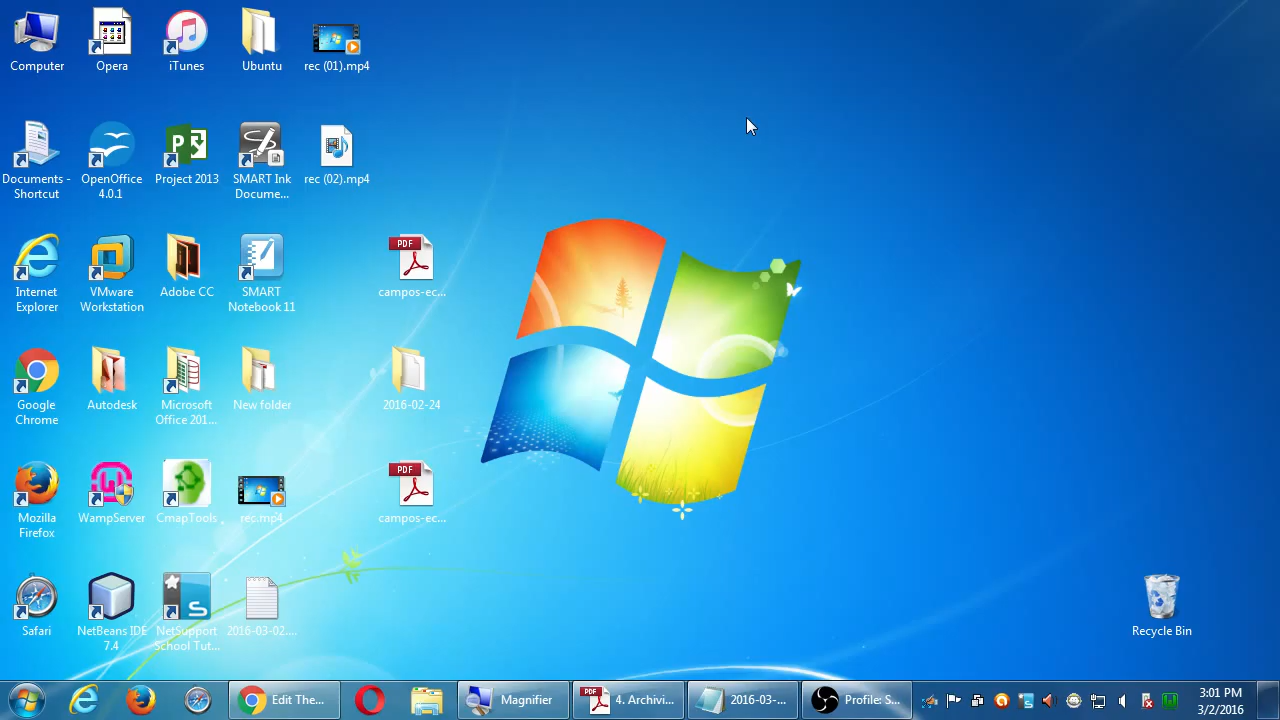 Computer
Opera
iTunes
Ubuntu
rec (01).mp4
Documents -
Shortcut
OpenOffice
4.0.1
Project 2013
SMART Ink
Docume...
rec (02).mp4
Internet
Explorer
VMware
Workstation
Adobe CC
SMART
Notebook 11
PDF
campos-ec...
Google
Chrome
Autodesk
Microsoft
Office 201...
New folder
2016-02-24
Mozilla
Firefox
WampServer
CmapTools
rec.mp4
PDF
campos-ec...
Safari
NetBeans IDE
7.4
NetSupport
School Tut...
2016-03-02....
Recycle Bin
Edit The...
Magnifier
PDF
4. Archivi...
2016-03-...
Profile: S...
3:01 PM
3/2/2016